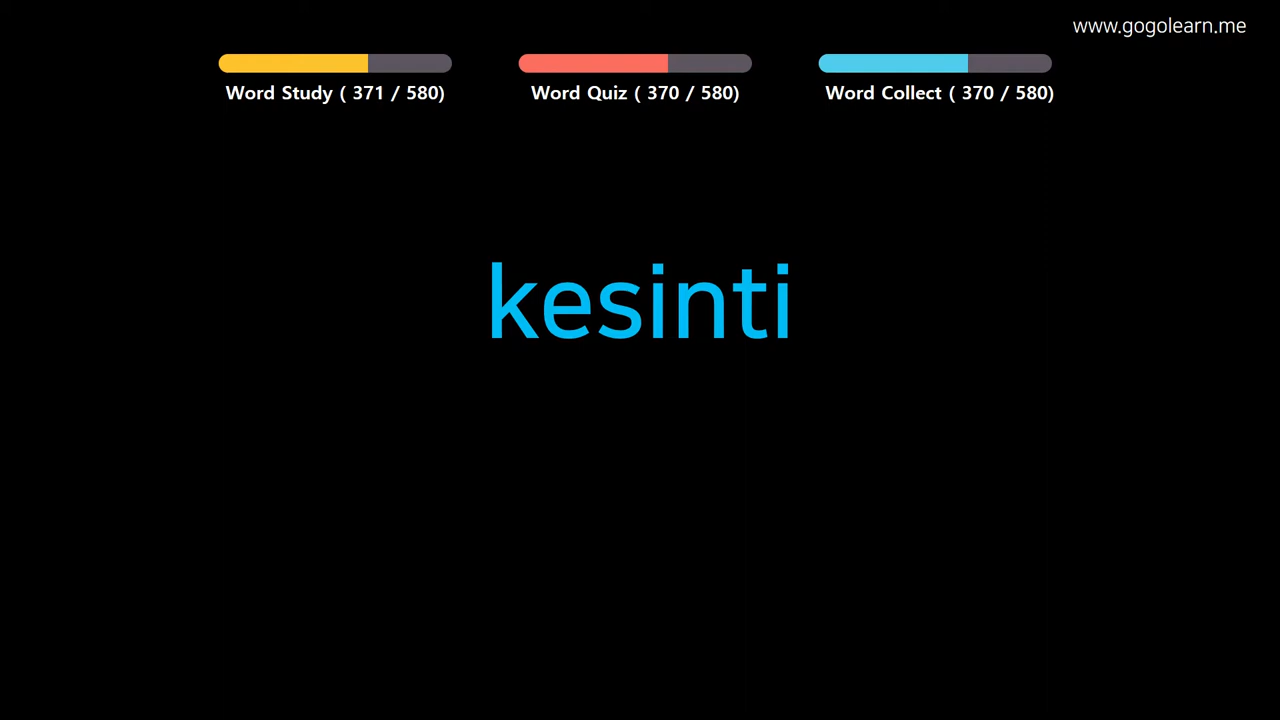 www.gogolearn.me
Word Study ( 371 / 580)
Word Quiz ( 370 / 580)
Word Collect ( 370 / 580)
kesinti